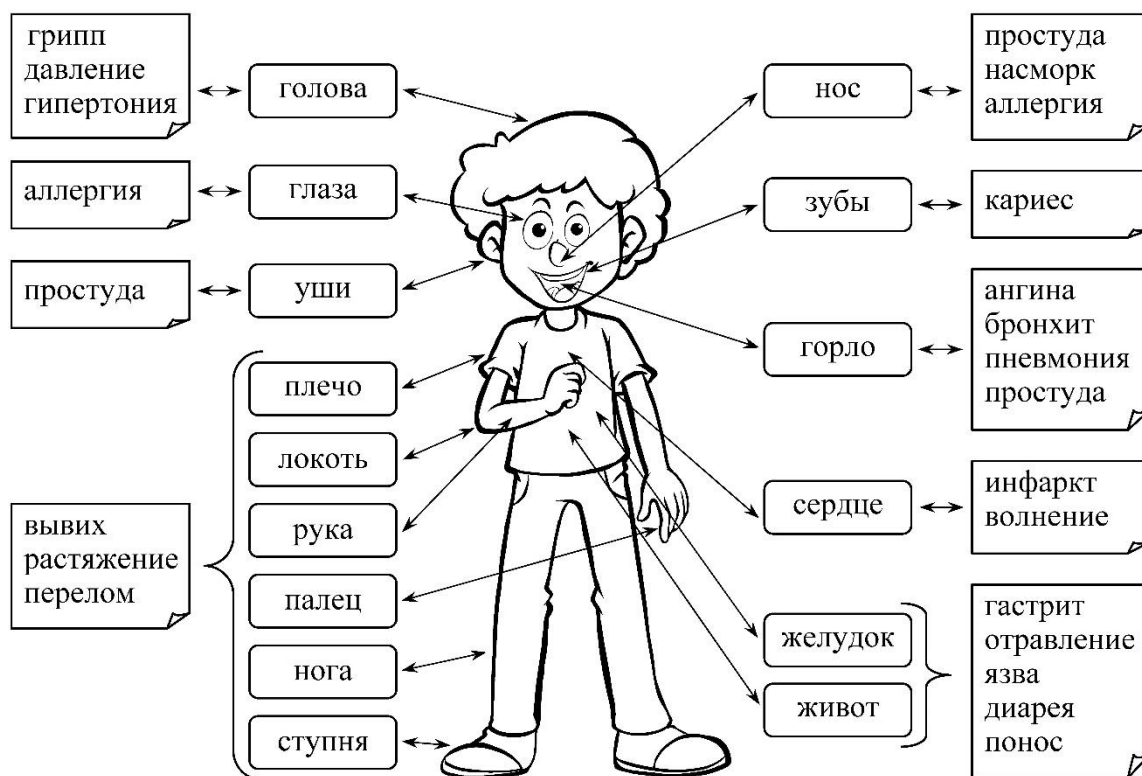 грипп
давление
гипертония
голова
нос
простуда
насморк
аллергия
аллергия
глаза
зубы
кариес
простуда
уши
горло
ангина
бронхит
пневмония
простуда
плечо
локоть
рука
палец
нога
ступня
вывих
растяжение
перелом
сердце
инфаркт
волнение
желудок
живот
гастрит
отравление
язва
диарея
понос